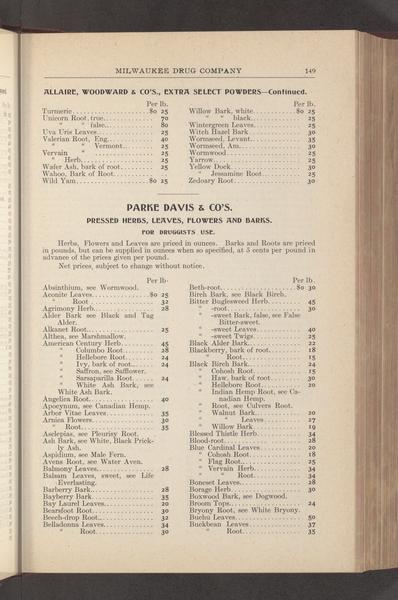 MILWAUKEE DRUG COMPANY 149
ALLAIRE, WOODWARD & CO'S., EXTRA SELECT POWDERS—Continued.
Per lb.
Turmeric $0 25
Unicorn Root, true 70
" " false 80
Uva Ursi Leaves 25
Valerian Root, Eng. 40
" " Vermont 25
Vervain " 25
" Herb 25
Wafer Ash, bark of root 25
Wahoo, Bark of Root
Wild Yam $0 25
Per lb.
Willow Bark, white $0 25
" " black 25
Wintergreen Leaves 25
Witch Hazel Bark 30
Wormseed, Levant 35
Wormseed, Am. 30
Wormwood 25
Yarrow 25
Yellow Dock 30
" Jessamine Root 25
Zedoary Root 30
PARKE DAVIS & CO'S.
PRESSED HERBS, LEAVES, FLOWERS AND BARKS.
FOR DRUGGISTS USE.
Herbs, Flowers and Leaves are priced in ounces. Barks and Roots are priced
in pounds, but can be supplied in ounces when so specified, at 5 cents per pound in
advance of the prices given per pound.
Net prices, subject to change without notice.
Per lb
Absinthium, see Wormwood.
Aconite Leaves $0 25
" Root 32
Agrimony Herb 28
Alder Bark see Black and Tag
Alder.
Alkanet Root 25
Althea, see Marshmallow.
American Century Herb 45
" Columbo Root 28
" Hellebore Root 24
" Ivy, bark of root 24
" Saffron, see Safflower.
" Sarsaparilla Root 24
" White Ash Bark, see
White Ash Bark.
Angelica Root 40
Apocynum, see Canadian Hemp.
Arbor Vitae Leaves 35
Arnica Flowers 30
" Root 35
Asclepias, see Pleurisy Root.
Ash Bark, see White, Black Prick-
ly Ash.
Aspidium, see Male Fern.
Avens Root, see Water Aven.
Balmony Leaves 28
Balsam Leaves, sweet, see Life
Everlasting.
Barberry Bark 28
Bayberry Bark 35
Bay Laurel Leaves 20
Bearsfoot Root 30
Beech-drop Root 32
Belladonna Leaves 34
" Root 30
Per lb.
Beth-root $0 30
Birch Bark, see Black Birch.
Bitter Buglesweed Herb 45
" -root 30
" -sweet Bark, false, see False
Bitter-sweet.
" -sweet Leaves 40
" -sweet Twigs 25
Black Alder Bark 22
Blackberry, bark of root 18
" Root 15
Black Birch Bark 24
" Cohosh Root 15
" Haw, bark of root 30
" Hellebore Root 20
" Indian Hemp Root, see Ca-
nadian Hemp.
" Root, see Culvers Root.
" Walnut Bark 20
" " Leaves 27
" Willow Bark 19
Blessed Thistle Herb 34
Blood-root 28
Blue Cardinal Leaves 20
" Cohosh Root 18
" Flag Root 25
" Vervain Herb 34
" " Root 34
Boneset Leaves 28
Borage Herb 30
Boxwood Bark, see Dogwood.
Broom Tops 24
Bryony Root, see White Bryony.
Buchu Leaves 50
Buckbean Leaves 37
" Root 35